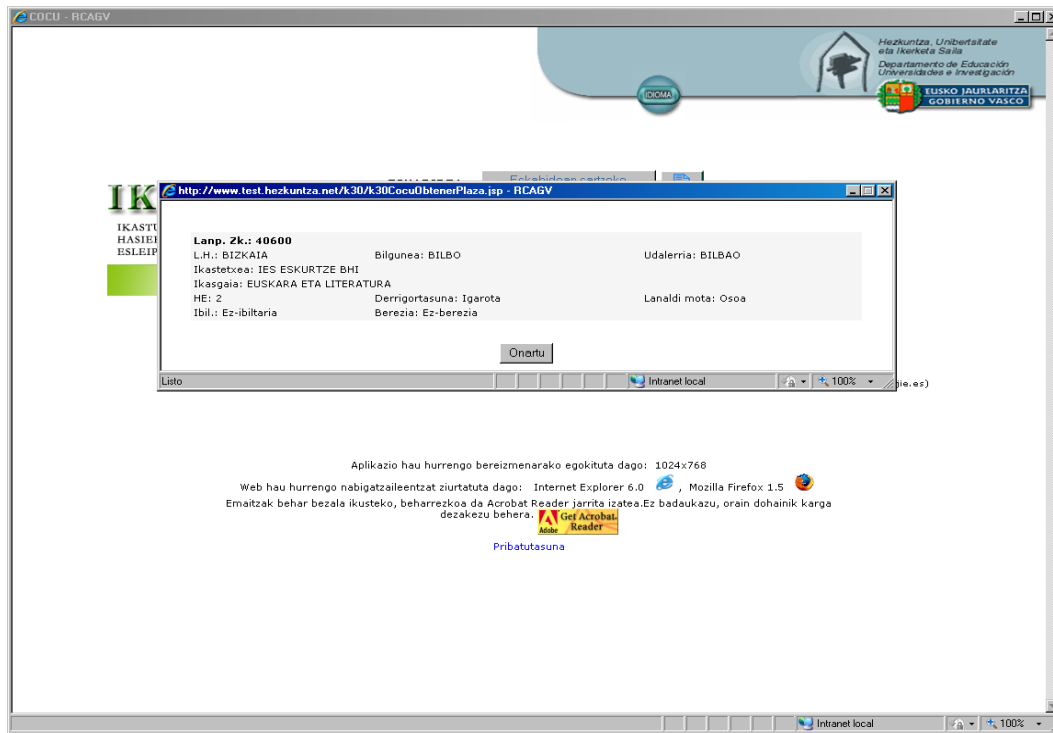 COCU - RCAGV
Hezkuntza, Unibertsitate
eta Ikerketa Saila
Departamento de Educación
Universidades e Investigación
EUSKO JAURLARITZA
GOBIERNO VASCO
IDIOMA
http://www.test.hezkuntza.net/k30/k30CocuObtenerPlaza.jsp - RCAGV
Lanp. Zk.: 40600
L.H.: BIZKAIA Bilgunea: BILBO Udalerria: BILBAO
Ikastetxea: IES ESKURTZE BHI
Ikasgaia: EUSKARA ETA LITERATURA
HE: 2 Derrigortasuna: Igarota Lanaldi mota: Osoa
Ibil.: Ez-ibiltaria Berezia: Ez-berezia
Onartu
Listo Intranet local 100%
Aplikazio hau hurrengo bereizmenarako egokituta dago: 1024x768
Web hau hurrengo nabigatzaileentzat ziurtatuta dago: Internet Explorer 6.0 , Mozilla Firefox 1.5
Emaitzak behar bezala ikusteko, beharrezkoa da Acrobat Reader jarrita izatea.Ez badaukazu, orain dohainik karga
dezakezu behera.
Get Acrobat
Adobe Reader
Pribatutasuna
Intranet local 100%